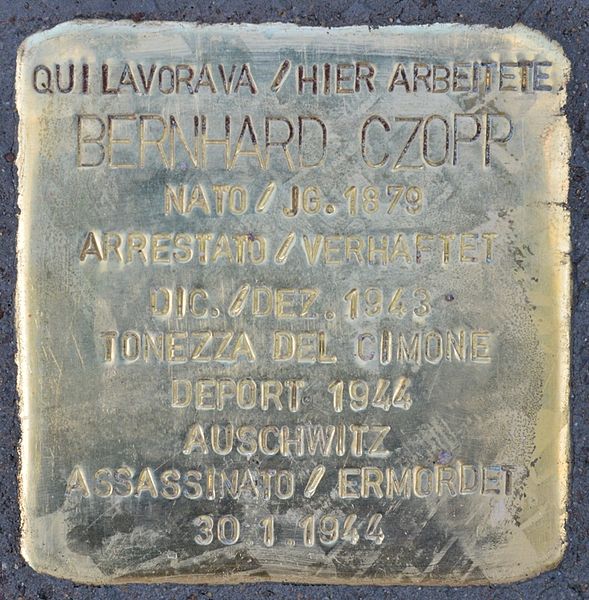 QUI LAVORAVA / HIER ARBEITETE
BERNHARD CZOPP
NATO / JG. 1879
ARRESTATO / VERHAFTET
DIC. / DEZ. 1943
TONEZZA DEL CIMONE
DEPORT 1944
AUSCHWITZ
ASSASSINATO / ERMORDET
30.1.1944